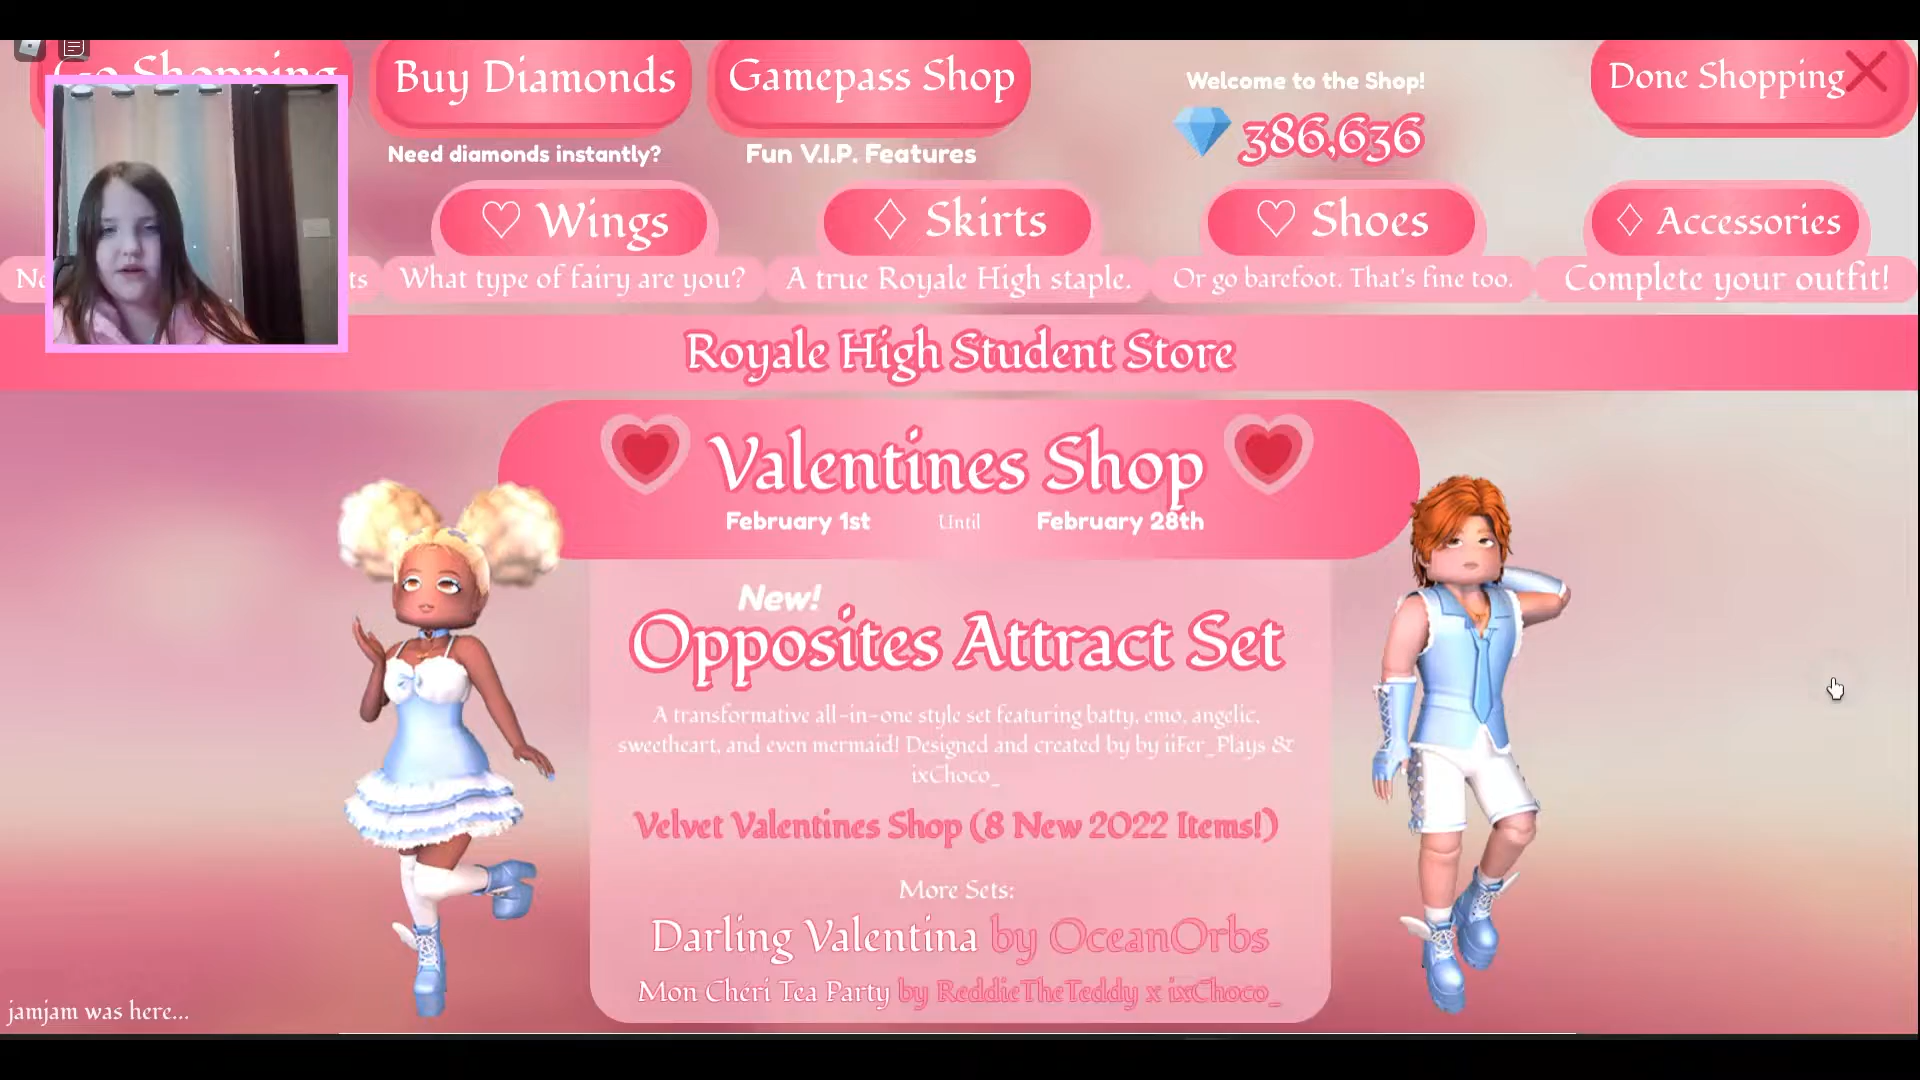 Go Shopping
Buy Diamonds
Gamepass Shop
Welcome to the Shop!
386,636
Done Shopping
Need diamonds instantly?
Fun V.I.P. Features
♡ Wings
♢ Skirts
♡ Shoes
♢ Accessories
What type of fairy are you?
A true Royale High staple.
Or go barefoot. That's fine too.
Complete your outfit!
Royale High Student Store
Valentines Shop
February 1st Until February 28th
New!
Opposites Attract Set
A transformative all-in-one style set featuring batty, emo, angelic,
sweetheart, and even mermaid! Designed and created by by iiFer_Plays &
ixChoco_
Velvet Valentines Shop (8 New 2022 Items!)
More Sets:
Darling Valentina by OceanOrbs
Mon Chéri Tea Party by ReddieTheTeddy x ixChoco_
jamjam was here...